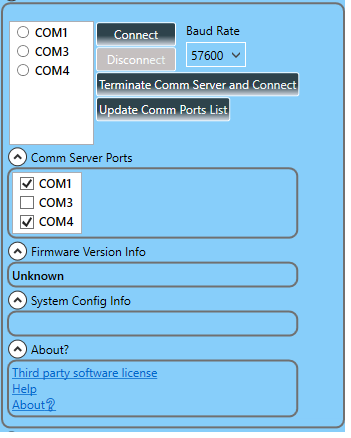 COM1
COM3
COM4
Connect
Baud Rate
Disconnect
57600
Terminate Comm Server and Connect
Update Comm Ports List
Comm Server Ports
COM1
COM3
COM4
Firmware Version Info
Unknown
System Config Info
About?
Third party software license
Help
About?